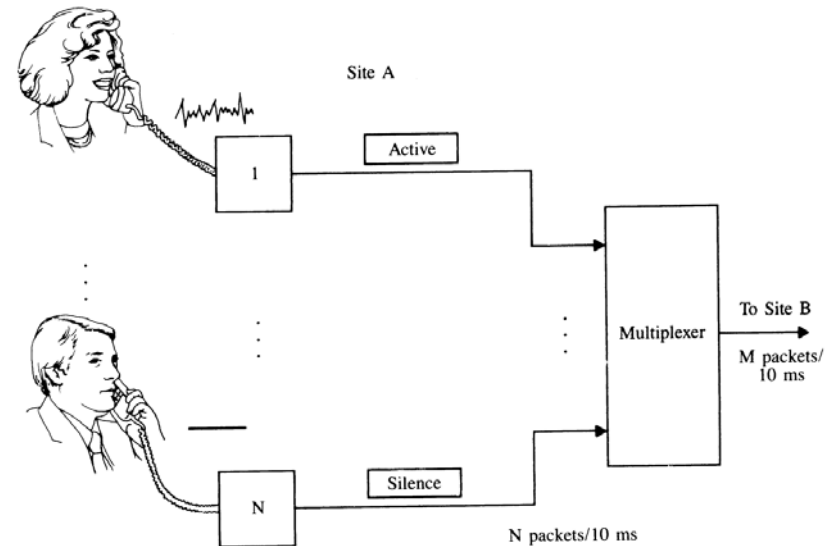 Site A
Active
1
To Site B
Multiplexer
M packets/
10 ms
Silence
N
N packets/10 ms